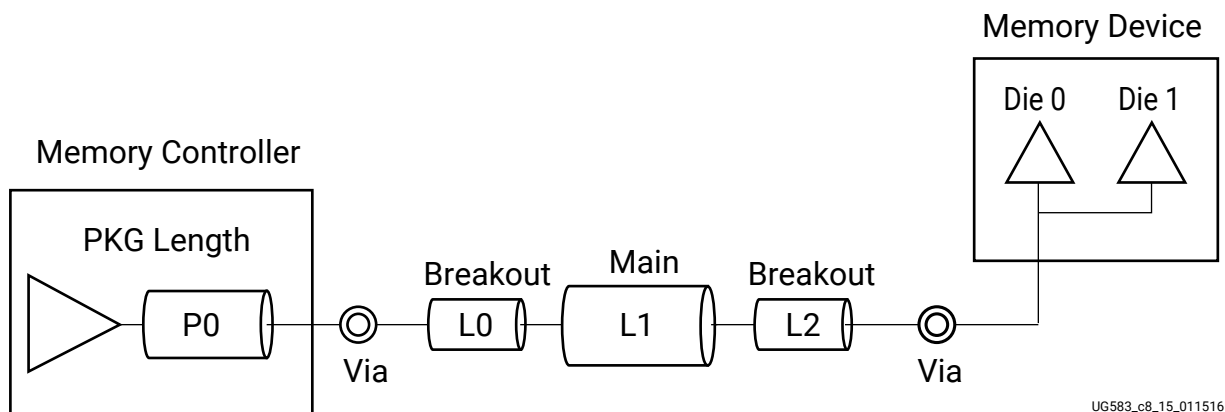 Memory Device
Die 0 Die 1
Memory Controller
PKG Length
P0
Via
Breakout
L0
Main
L1
Breakout
L2
Via
UG583_c8_15_011516